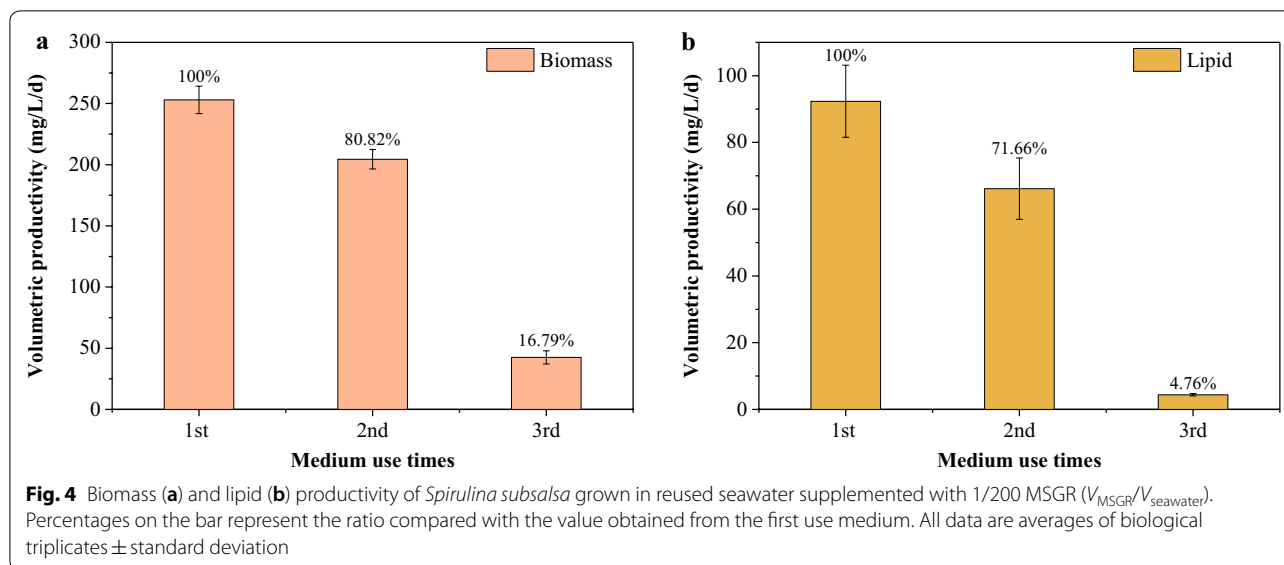 a
Biomass
Volumetric productivity (mg/L/d)
300
250
200
150
100
50
0
100%
80.82%
16.79%
1st 2nd 3rd
Medium use times
b
Lipid
Volumetric productivity (mg/L/d)
100
80
60
40
20
0
100%
71.66%
4.76%
1st 2nd 3rd
Medium use times
Fig. 4 Biomass (a) and lipid (b) productivity of Spirulina subsalsa grown in reused seawater supplemented with 1/200 MSGR (VMSGR/Vseawater).
Percentages on the bar represent the ratio compared with the value obtained from the first use medium. All data are averages of biological
triplicates ± standard deviation